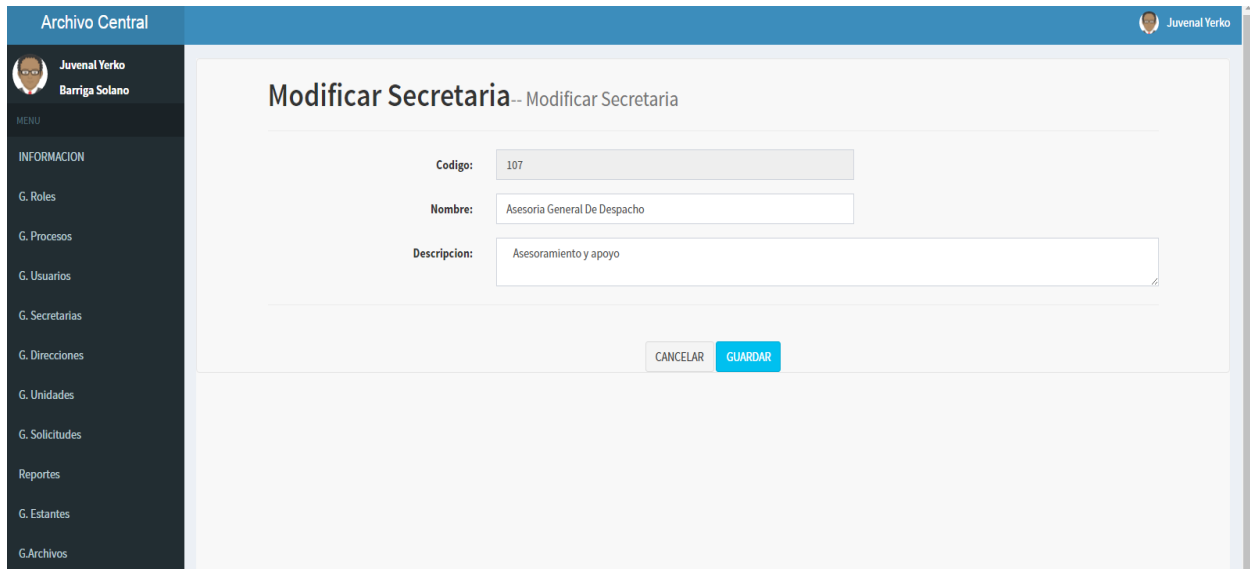 Archivo Central
Juvenal Yerko
Juvenal Yerko
Barriga Solano
MENU
INFORMACION
G. Roles
G. Procesos
G. Usuarios
G. Secretarias
G. Direcciones
G. Unidades
G. Solicitudes
Reportes
G. Estantes
G.Archivos
Modificar Secretaria-- Modificar Secretaria
Codigo: 107
Nombre: Asesoria General De Despacho
Descripcion: Asesoramiento y apoyo
CANCELAR GUARDAR